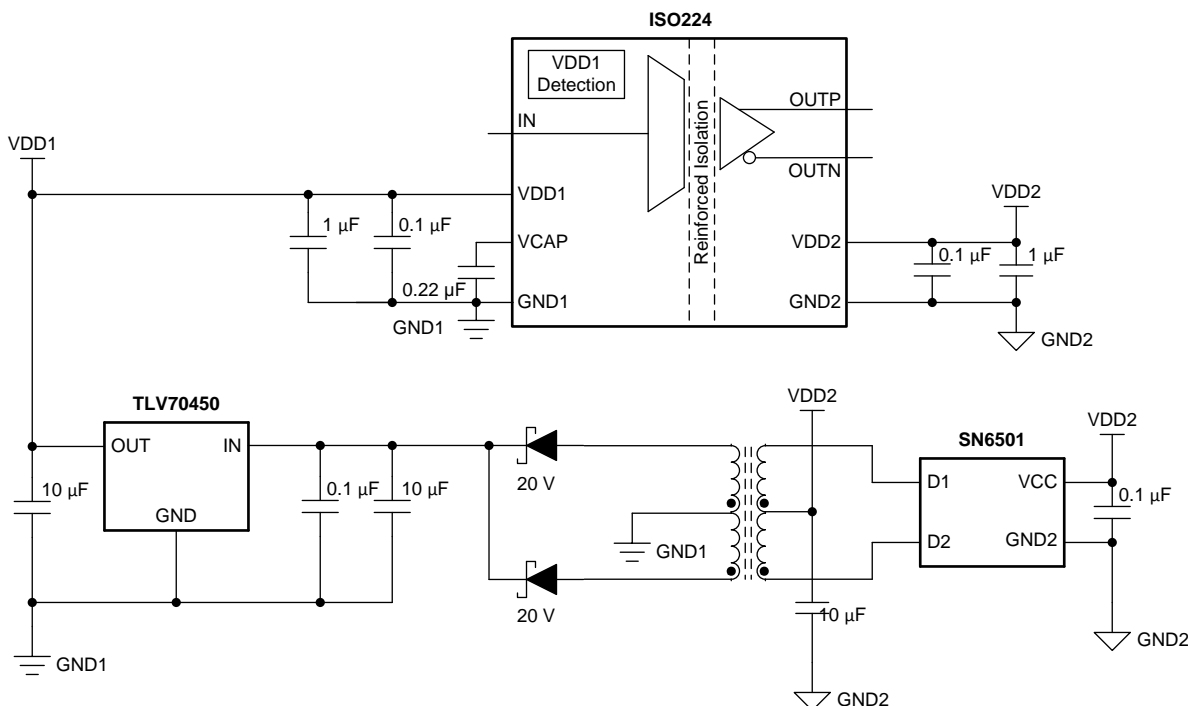 ISO224
VDD1
Detection
IN
OUTP
OUTN
Reinforced Isolation
VDD1
VDD1
1 µF
0.1 µF
VCAP
0.22 µF
GND1
GND1
VDD2
VDD2
0.1 µF
1 µF
GND2
GND2
TLV70450
OUT
IN
GND
10 µF
0.1 µF
10 µF
GND1
20 V
20 V
GND1
VDD2
10 µF
GND2
SN6501
D1
D2
VCC
GND2
VDD2
0.1 µF
GND2